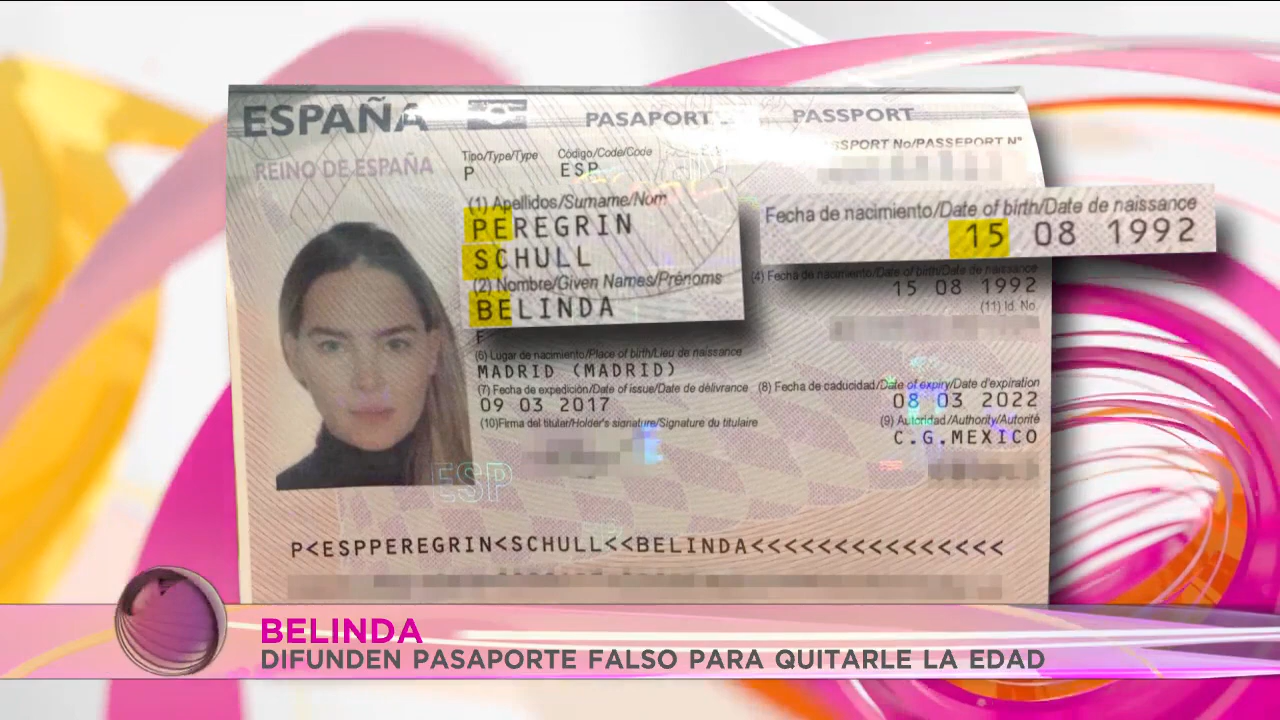 ESPAÑA
PASAPORT
PASSPORT
REINO DE ESPAÑA
Tipo/Type/Type
Código/Code/Code
SSPORT No/PASSEPORT Nº
P
ESP
(1) Apellidos/Surname/Nom
PEREGRIN
SCHULL
(2) Nombre/Given Names/Prénoms
BELINDA
Fecha de nacimiento/Date of birth/Date de naissance
15 08 1992
(4) Fecha de nacimiento/Date of birth/Date de naissance
15 08 1992
(11) Id. No.
(6) Lugar de nacimiento/Place of birth/Lieu de naissance
MADRID (MADRID)
(7) Fecha de expedición/Date of issue/Date de délivrance
(8) Fecha de caducidad/Date of expiry/Date d'expiration
09 03 2017
08 03 2022
(10)Firma del titular/Holder's signature/Signature du titulaire
(9) Autoridad/Authority/Autorité
C.G.MEXICO
ESP
P<ESPPEREGRIN<SCHULL<<BELINDA<<<<<<<<<<<<<<<
BELINDA
DIFUNDEN PASAPORTE FALSO PARA QUITARLE LA EDAD